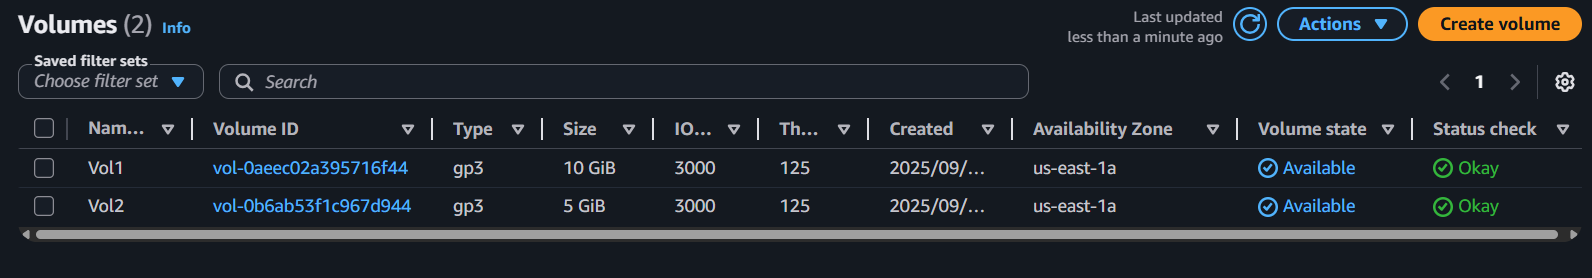 Volumes (2) Info
Last updated
less than a minute ago
Actions
Create volume
Saved filter sets
Choose filter set
Search
1
Nam... Volume ID Type Size IO... Th... Created Availability Zone Volume state Status check
Vol1 vol-0aeec02a395716f44 gp3 10 GiB 3000 125 2025/09/... us-east-1a Available Okay
Vol2 vol-0b6ab53f1c967d944 gp3 5 GiB 3000 125 2025/09/... us-east-1a Available Okay